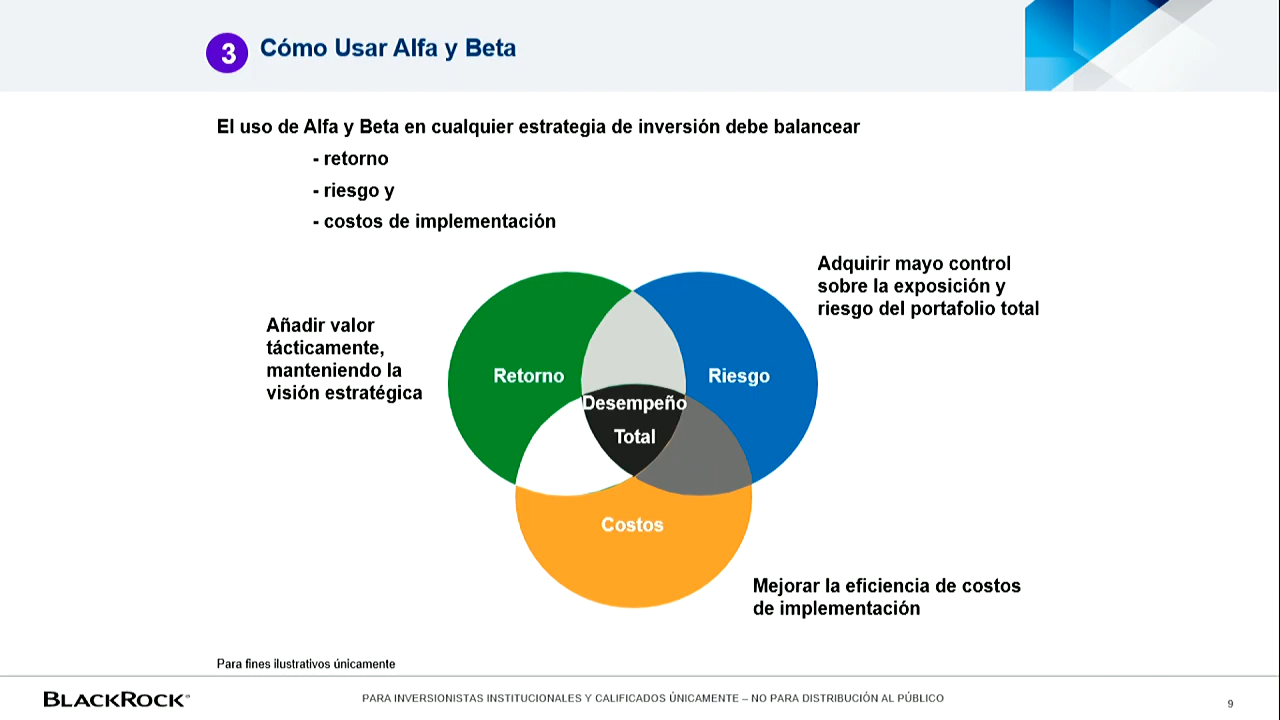 3
Cómo Usar Alfa y Beta
El uso de Alfa y Beta en cualquier estrategia de inversión debe balancear
- retorno
- riesgo y
- costos de implementación
Adquirir mayo control
sobre la exposición y
riesgo del portafolio total
Añadir valor
tácticamente,
manteniendo la
visión estratégica
Retorno
Riesgo
Desempeño
Total
Costos
Mejorar la eficiencia de costos
de implementación
Para fines ilustrativos únicamente
BLACKROCK®
PARA INVERSIONISTAS INSTITUCIONALES Y CALIFICADOS ÚNICAMENTE – NO PARA DISTRIBUCIÓN AL PÚBLICO
9